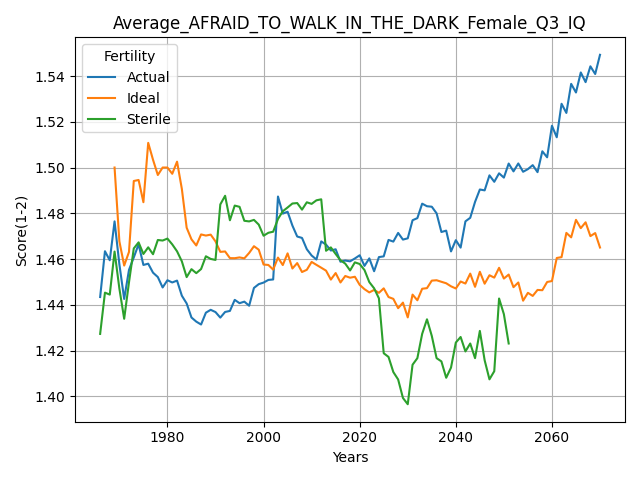 Average_AFRAID_TO_WALK_IN_THE_DARK_Female_Q3_IQ
Fertility
Actual
Ideal
Sterile
Score(1-2)
1.54
1.52
1.50
1.48
1.46
1.44
1.42
1.40
1980 2000 2020 2040 2060
Years